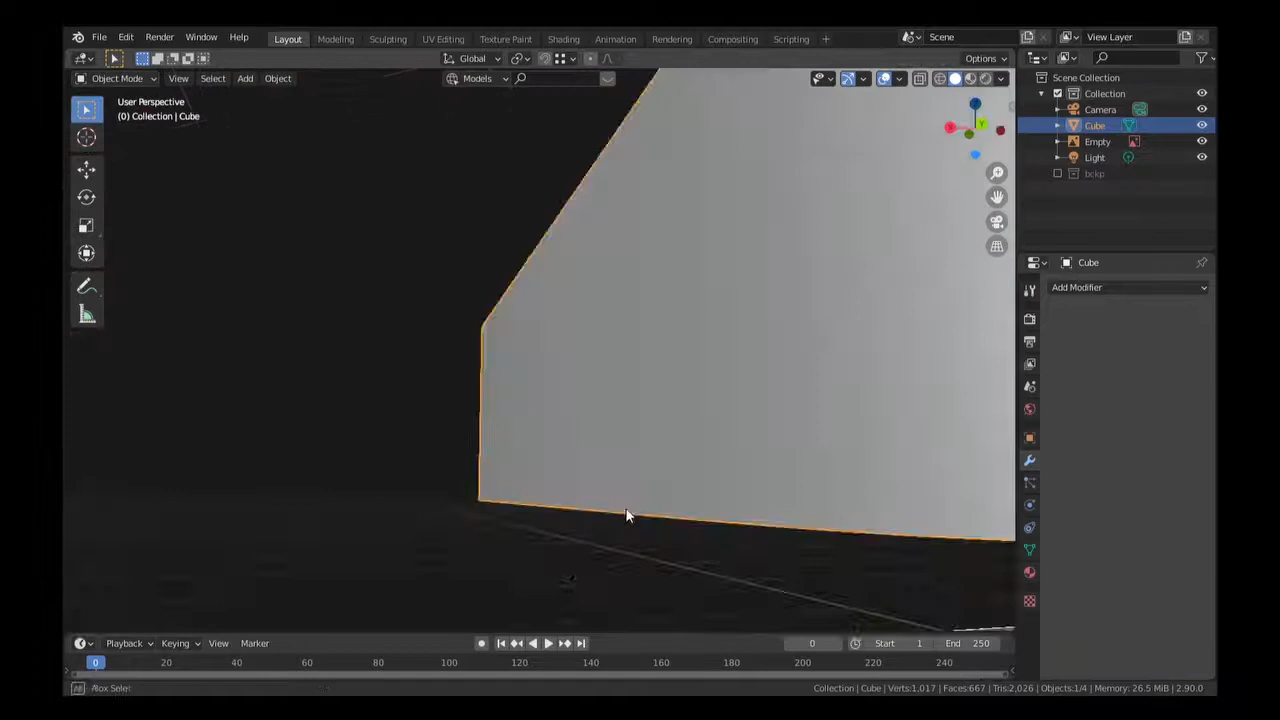 File Edit Render Window Help Layout Modeling Sculpting UV Editing Texture Paint Shading Animation Rendering Compositing Scripting + Scene View Layer
Global Options
Object Mode View Select Add Object Models
User Perspective
(0) Collection | Cube
Scene Collection
Collection
Camera
Cube
Empty
Light
bckp
Cube
Add Modifier
Playback Keying View Marker 0 Start 1 End 250
0 20 40 60 80 100 120 140 160 180 200 220 240
Collection | Cube | Verts:1,017 | Faces:667 | Tris:2,026 | Objects:1/4 | Memory: 26.5 MiB | 2.90.0